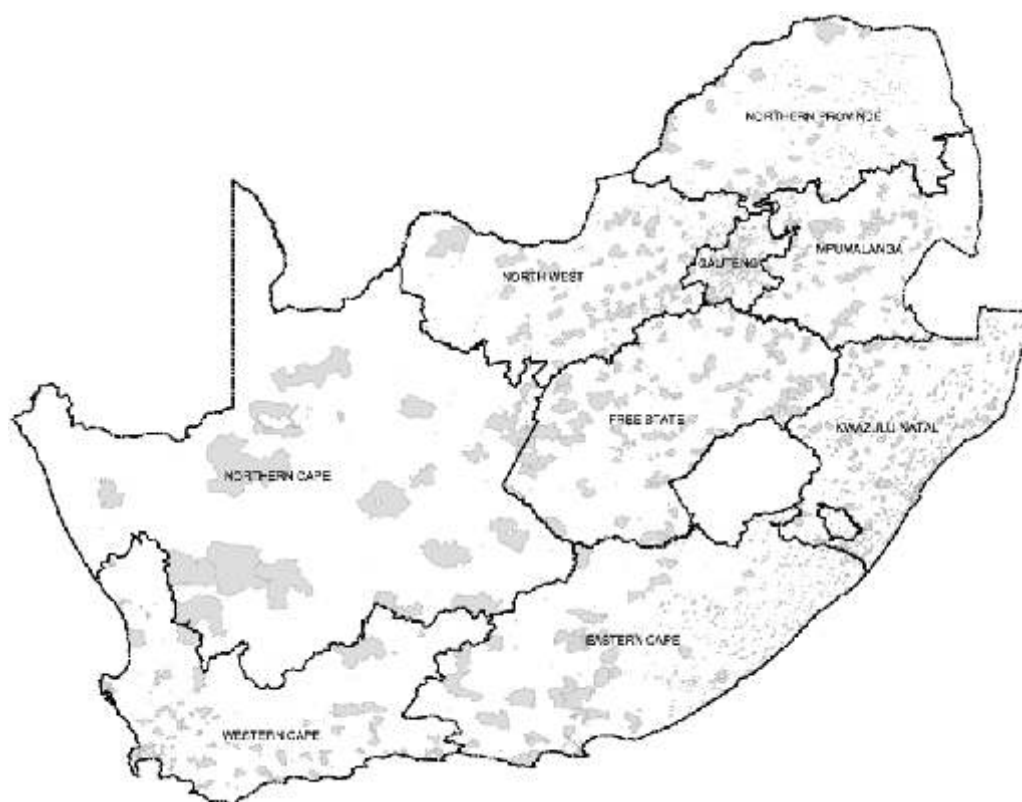 NORTHERN PROVINCE
MPUMALANGA
GAUTENG
NORTH WEST
FREE STATE
KWAZULU NATAL
NORTHERN CAPE
EASTERN CAPE
WESTERN CAPE